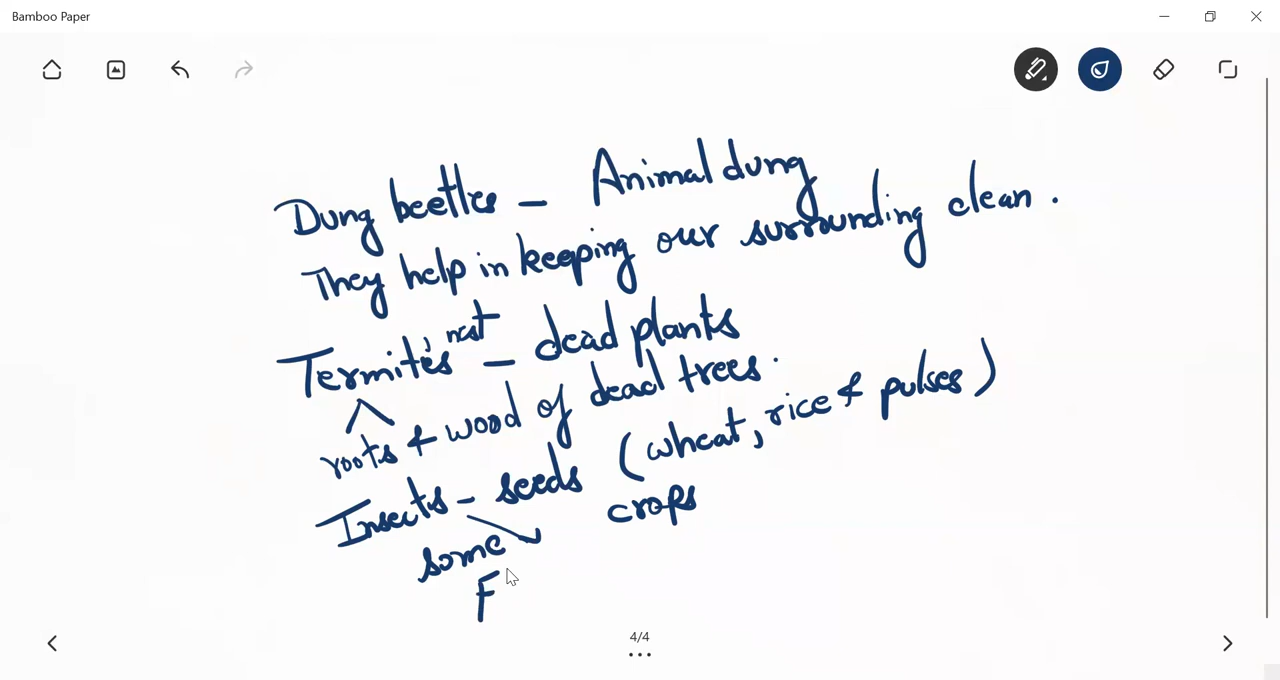 Bamboo Paper
Dung beetles - Animal dung
They help in keeping our surrounding clean.
Termite's nest - dead plants
roots & wood of dead trees.
Insects - seeds (wheat, rice & pulses)
crops
some
F
4/4